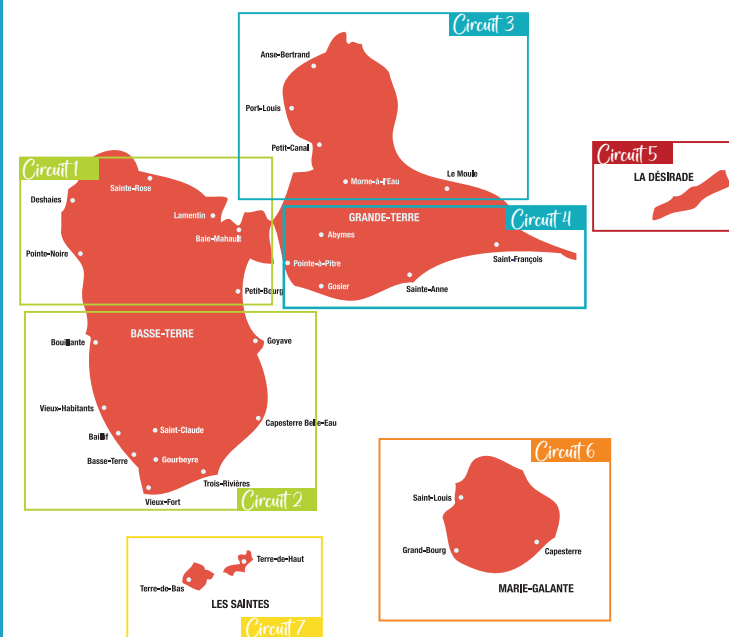 Circuit 3
Anse-Bertrand
Port-Louis
Petit-Canal
Morne-à-l'Eau
Le Moule
Circuit 5
LA DÉSIRADE
Circuit 1
Sainte-Rose
Deshaies
Lamentin
Baie-Mahault
Pointe-Noire
Petit-Bourg
GRANDE-TERRE
Circuit 4
Abymes
Saint-François
Pointe-à-Pitre
Gosier
Sainte-Anne
BASSE-TERRE
Bouillante
Goyave
Vieux-Habitants
Capesterre Belle-Eau
Saint-Claude
Baillif
Basse-Terre
Gourbeyre
Trois-Rivières
Vieux-Fort
Circuit 2
Circuit 6
Saint-Louis
Grand-Bourg
Capesterre
MARIE-GALANTE
Terre-de-Haut
Terre-de-Bas
LES SAINTES
Circuit 7